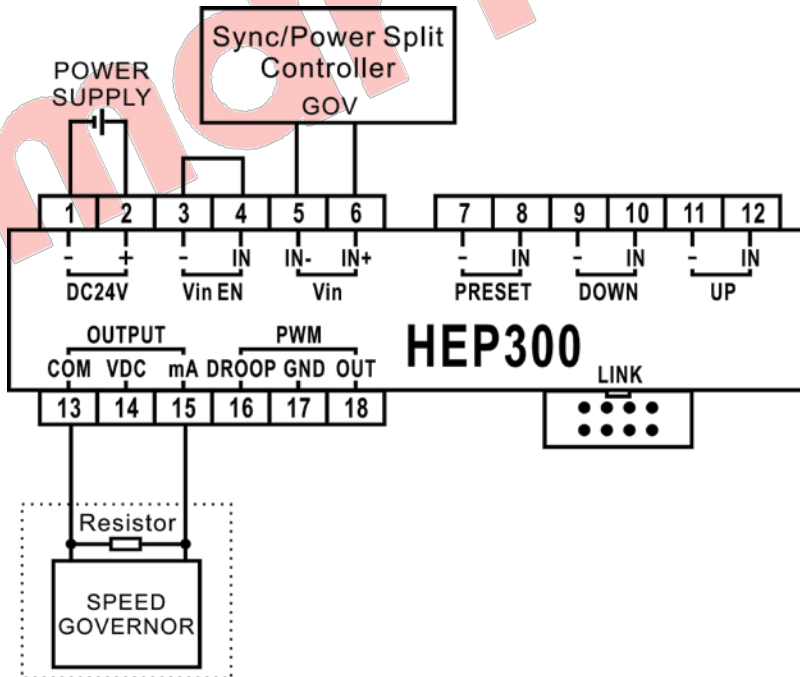 Sync/Power Split
Controller
GOV
POWER
SUPPLY
1 2 3 4 5 6 7 8 9 10 11 12
- + - IN IN- IN+ - IN - IN - IN
DC24V Vin EN Vin PRESET DOWN UP
OUTPUT PWM
HEP300
COM VDC mA DROOP GND OUT
LINK
13 14 15 16 17 18
Resistor
SPEED
GOVERNOR